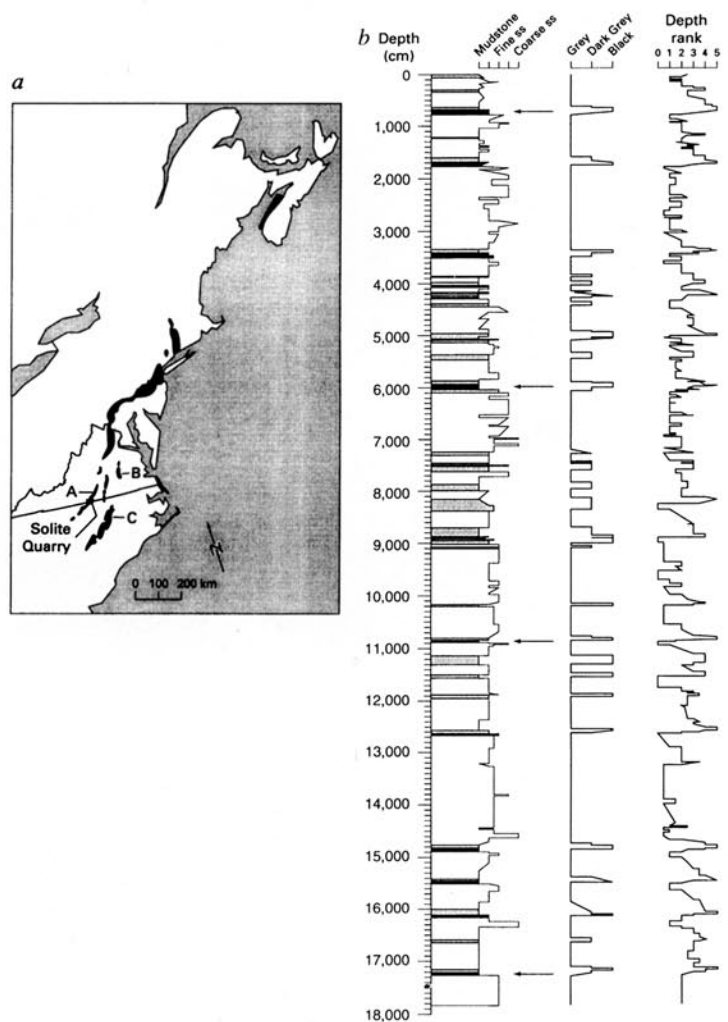 a
A
B
C
Solite
Quarry
N
0 100 200 km
b
Depth
(cm)
Mudstone
Fine ss
Coarse ss
Grey
Dark Grey
Black
Depth
rank
0 1 2 3 4 5
0
1,000
2,000
3,000
4,000
5,000
6,000
7,000
8,000
9,000
10,000
11,000
12,000
13,000
14,000
15,000
16,000
17,000
18,000